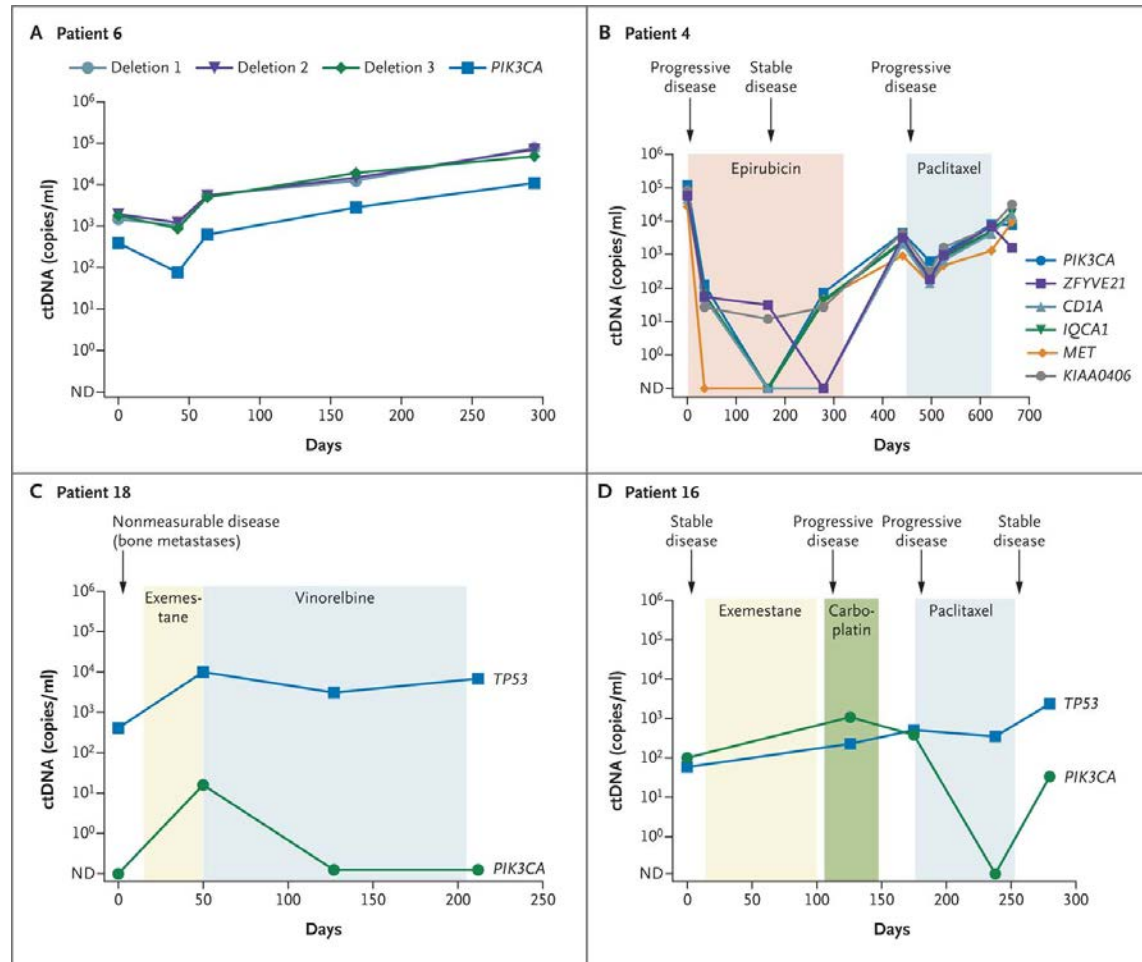 A Patient 6
Deletion 1 Deletion 2 Deletion 3 PIK3CA
10⁶
10⁵
10⁴
10³
10²
10¹
10⁰
ND
ctDNA (copies/ml)
0 50 100 150 200 250 300
Days
B Patient 4
Progressive
disease
Stable
disease
Progressive
disease
10⁶
10⁵
10⁴
10³
10²
10¹
10⁰
ND
ctDNA (copies/ml)
Epirubicin
Paclitaxel
PIK3CA
ZFYVE21
CD1A
IQCA1
MET
KIAA0406
0 100 200 300 400 500 600 700
Days
C Patient 18
Nonmeasurable disease
(bone metastases)
10⁶
10⁵
10⁴
10³
10²
10¹
10⁰
ND
ctDNA (copies/ml)
Exemes-
tane
Vinorelbine
TP53
PIK3CA
0 50 100 150 200 250
Days
D Patient 16
Stable
disease
Progressive
disease
Progressive
disease
Stable
disease
10⁶
10⁵
10⁴
10³
10²
10¹
10⁰
ND
ctDNA (copies/ml)
Exemestane
Carbo-
platin
Paclitaxel
TP53
PIK3CA
0 50 100 150 200 250 300
Days